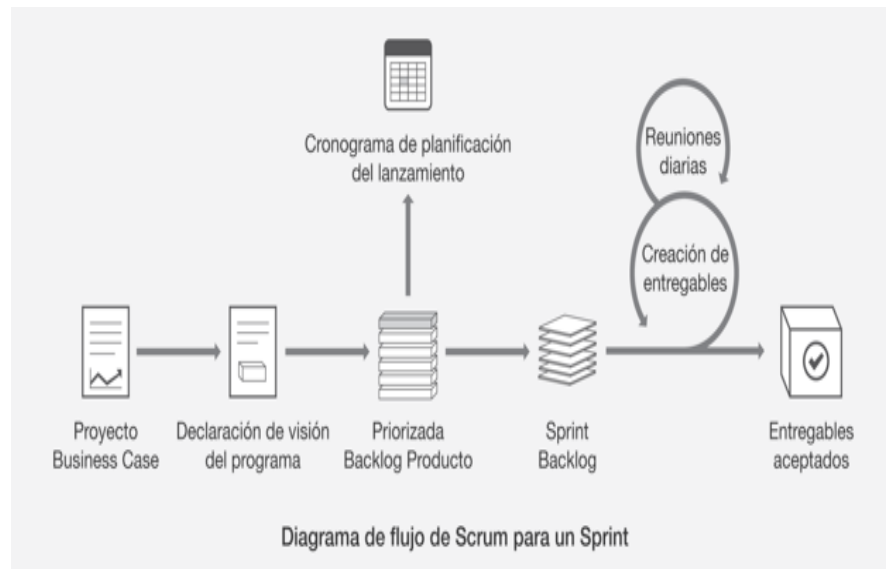 Cronograma de planificación
del lanzamiento
Reuniones
diarias
Creación de
entregables
Proyecto
Business Case
Declaración de visión
del programa
Priorizada
Backlog Producto
Sprint
Backlog
Entregables
aceptados
Diagrama de flujo de Scrum para un Sprint